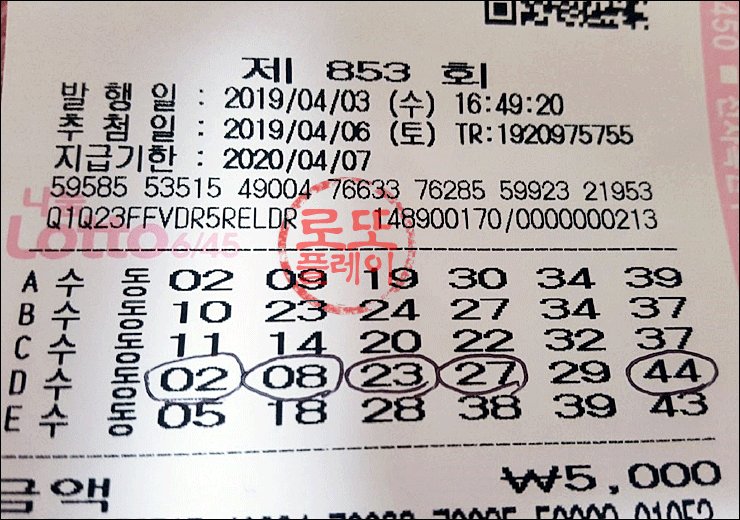 제 853 회
발 행 일 : 2019/04/03 (수) 16:49:20
추 첨 일 : 2019/04/06 (토) TR:1920975755
지급기한 : 2020/04/07
59585 53515 49004 76633 76285 59923 21953
Q1Q23FFVDR5RELDR 148900170/0000000213
나눔
Lotto 6/45
로또
플레이
A 수 동 02 09 19 30 34 39
B 수 동 10 23 24 27 34 37
C 수 동 11 14 20 22 32 37
D 수 동 02 08 23 27 29 44
E 수 동 05 18 28 38 39 43
금액 ₩5,000
450